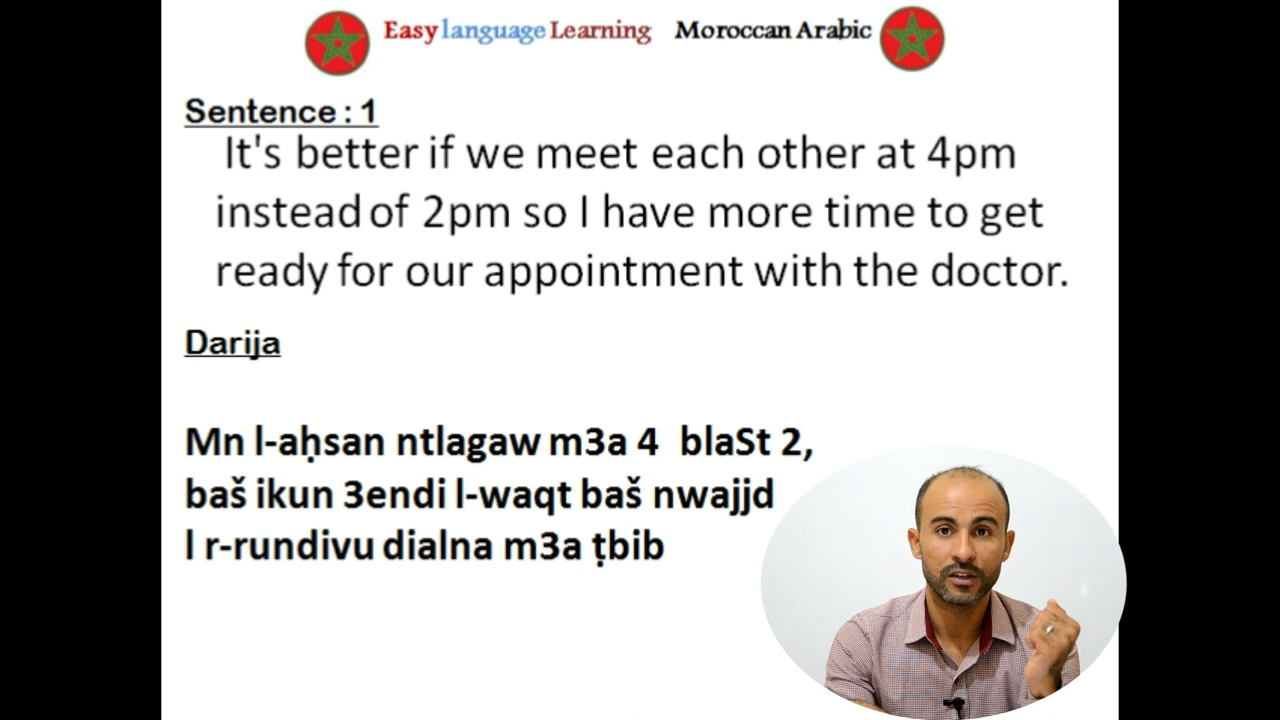 Easy language Learning Moroccan Arabic
Sentence : 1
It's better if we meet each other at 4pm
instead of 2pm so I have more time to get
ready for our appointment with the doctor.
Darija
Mn l-aḥsan ntlagaw m3a 4 blaSt 2,
baš ikun 3endi l-waqt baš nwajjd
l r-rundivu dialna m3a ṭbib